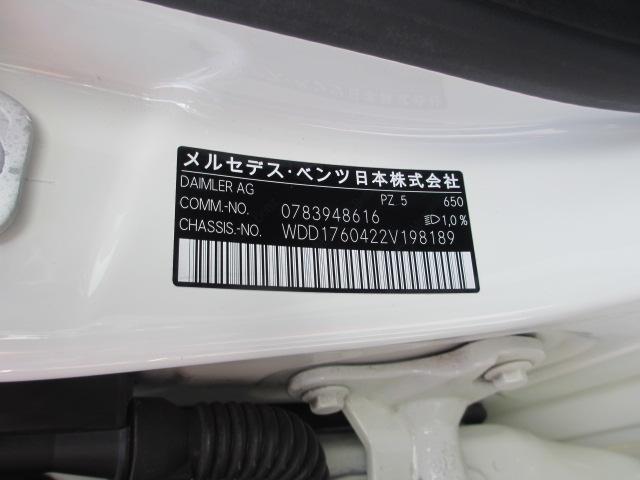 メルセデス・ベンツ日本株式会社
DAIMLER AG PZ 5 650
COMM.-NO. 0783948616 1,0%
CHASSIS.-NO. WDD1760422V198189